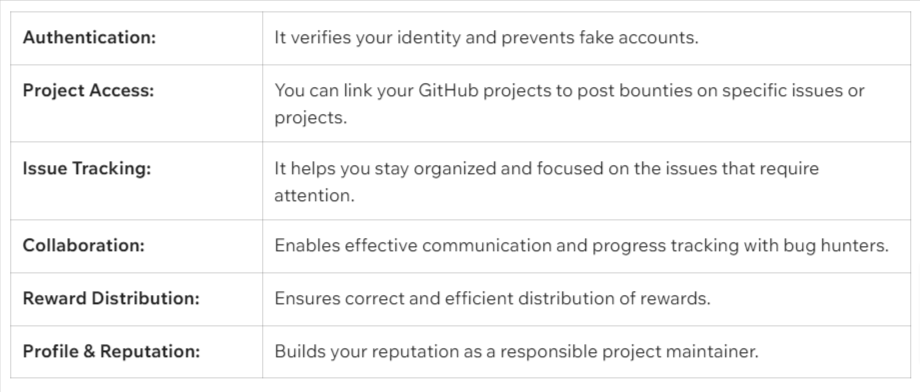 Authentication: It verifies your identity and prevents fake accounts.
Project Access: You can link your GitHub projects to post bounties on specific issues or
projects.
Issue Tracking: It helps you stay organized and focused on the issues that require
attention.
Collaboration: Enables effective communication and progress tracking with bug hunters.
Reward Distribution: Ensures correct and efficient distribution of rewards.
Profile & Reputation: Builds your reputation as a responsible project maintainer.